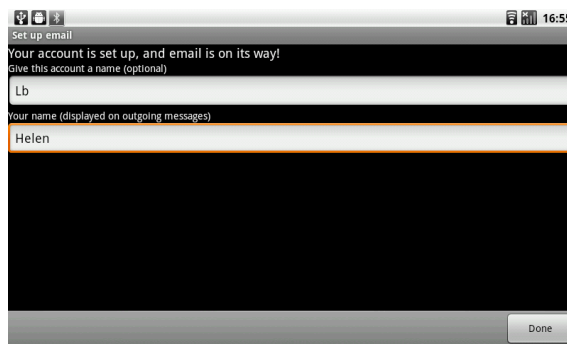 16:55
Set up email
Your account is set up, and email is on its way!
Give this account a name (optional)
Lb
Your name (displayed on outgoing messages)
Helen
Done